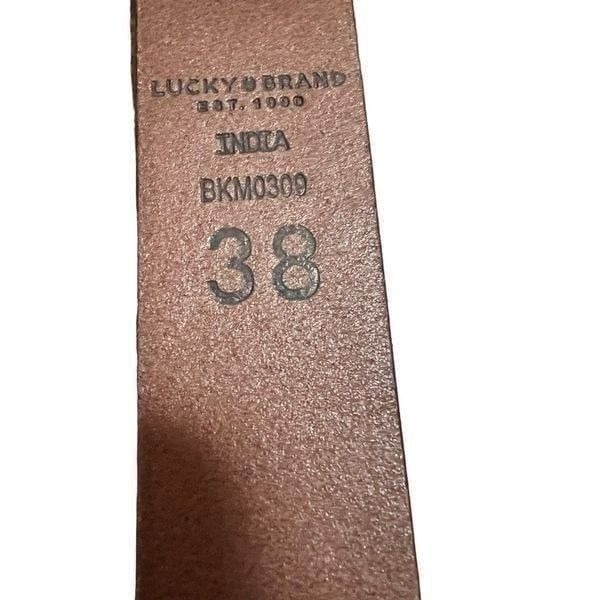 LUCKY BRAND
EST. 1990
INDIA
BKM0309
38